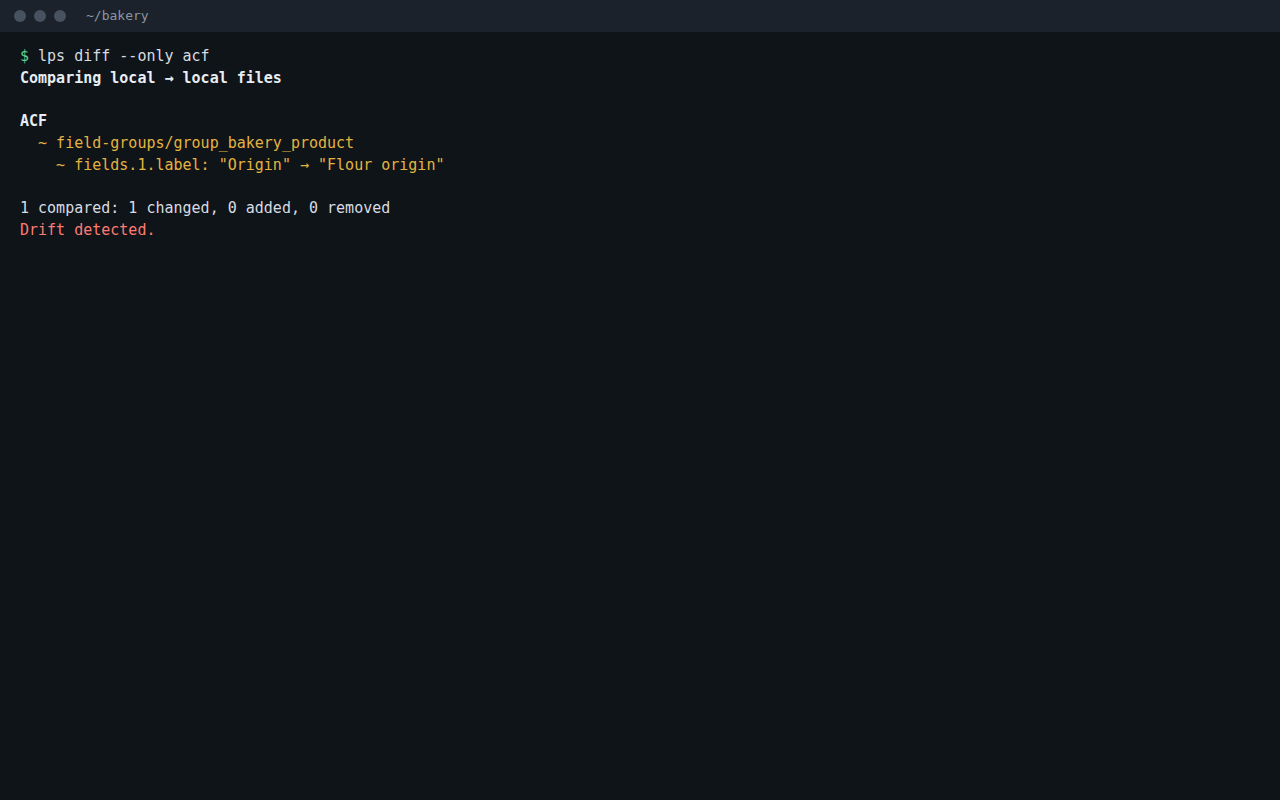 ~/bakery
$ lps diff --only acf
Comparing local → local files
ACF
~ field-groups/group_bakery_product
~ fields.1.label: "Origin" → "Flour origin"
1 compared: 1 changed, 0 added, 0 removed
Drift detected.